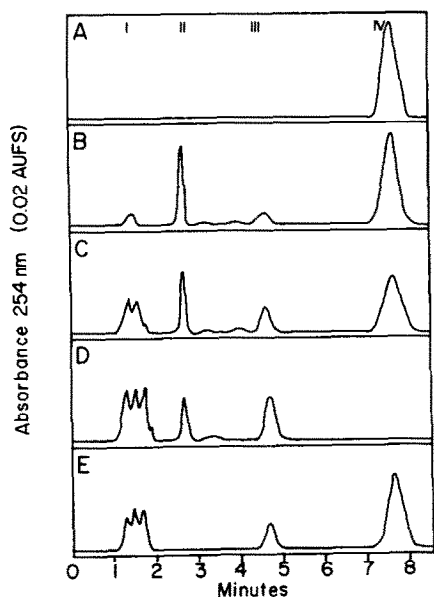 A I II III IV
B
C
D
E
Absorbance 254 nm (0.02 AUFS)
0 1 2 3 4 5 6 7 8
Minutes